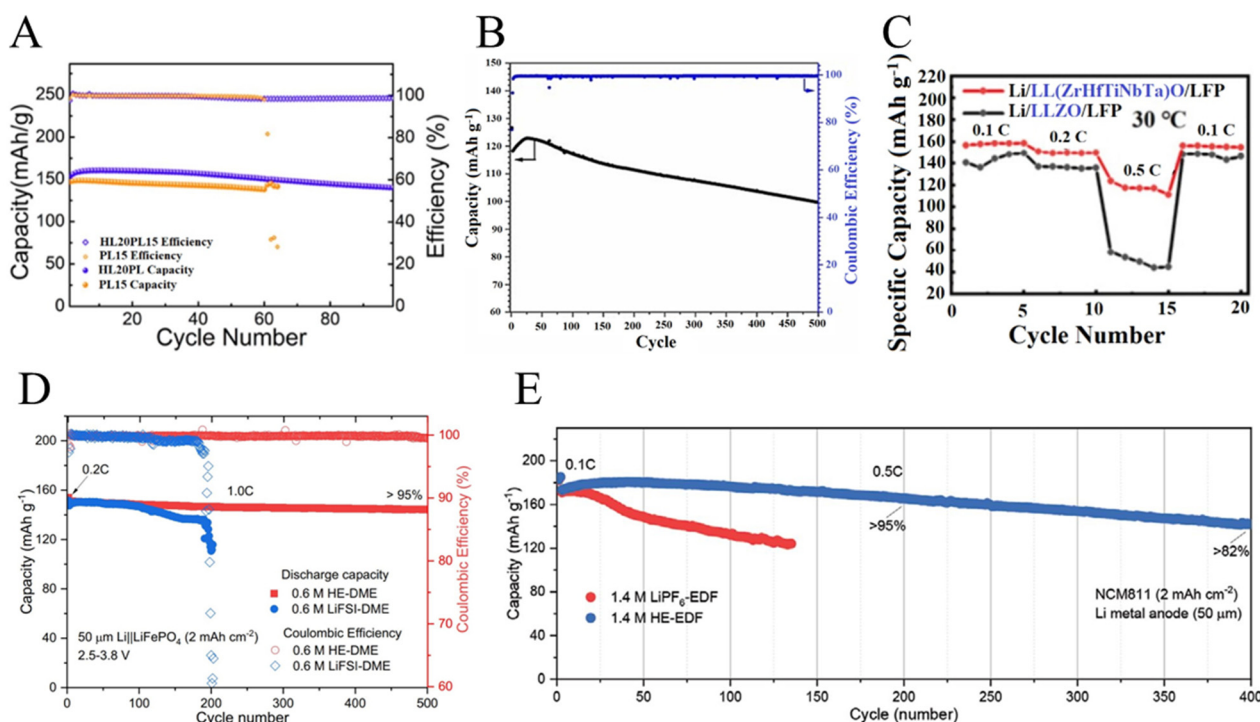 A
Capacity(mAh/g)
250
200
150
100
50
0
100
80
60
40
20
0
Efficiency (%)
HL20PL15 Efficiency
PL15 Efficiency
HL20PL Capacity
PL15 Capacity
20
40
60
80
Cycle Number
B
Capacity (mAh g⁻¹)
150
145
140
135
130
125
120
115
110
105
100
95
90
85
80
75
70
65
60
100
80
60
40
20
0
Coulombic Efficiency (%)
0
50
100
150
200
250
300
350
400
450
500
Cycle
C
Specific Capacity (mAh g⁻¹)
220
200
180
160
140
120
100
80
60
40
20
Li/LL(ZrHfTiNbTa)O/LFP
Li/LLZO/LFP
30 °C
0.1 C
0.2 C
0.5 C
0.1 C
0
5
10
15
20
Cycle Number
D
Capacity (mAh g⁻¹)
200
160
120
80
40
0
100
90
80
70
60
Coulombic Efficiency (%)
0.2C
1.0C
> 95%
Discharge capacity
0.6 M HE-DME
0.6 M LiFSI-DME
Coulombic Efficiency
0.6 M HE-DME
0.6 M LiFSI-DME
50 μm Li||LiFePO₄ (2 mAh cm⁻²)
2.5-3.8 V
0
100
200
300
400
500
Cycle number
E
Capacity (mAh g⁻¹)
200
160
120
80
40
0
0.1C
0.5C
>95%
>82%
1.4 M LiPF₆-EDF
1.4 M HE-EDF
NCM811 (2 mAh cm⁻²)
Li metal anode (50 μm)
0
50
75
100
125
150
200
250
300
350
400
Cycle (number)